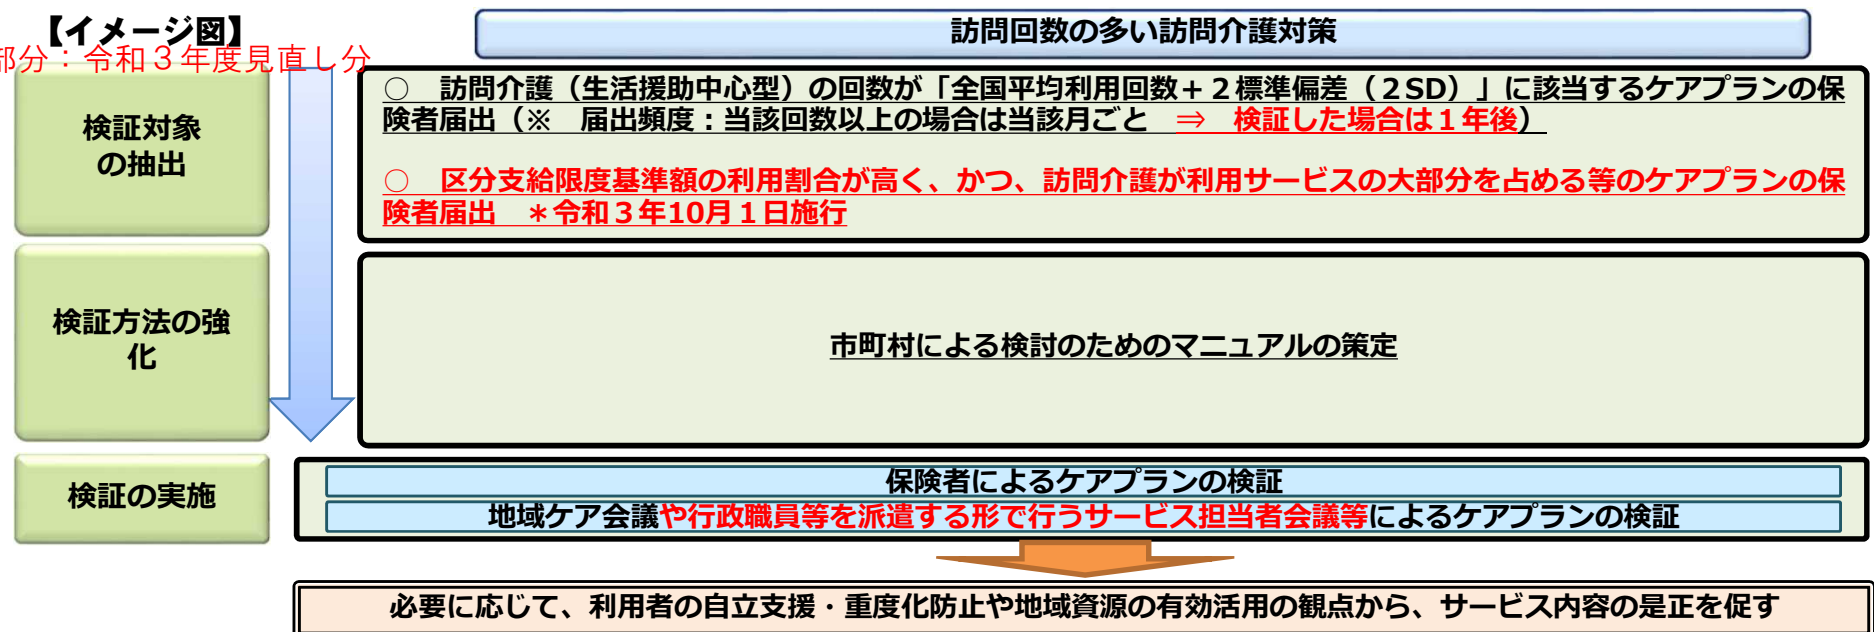 【イメージ図】
部分：令和３年度見直し分
訪問回数の多い訪問介護対策
検証対象
の抽出
○　訪問介護（生活援助中心型）の回数が「全国平均利用回数＋２標準偏差（２SD）」に該当するケアプランの保
険者届出（※　届出頻度：当該回数以上の場合は当該月ごと　⇒　検証した場合は１年後）
○　区分支給限度基準額の利用割合が高く、かつ、訪問介護が利用サービスの大部分を占める等のケアプランの保
険者届出　＊令和３年10月１日施行
検証方法の強
化
市町村による検討のためのマニュアルの策定
検証の実施
保険者によるケアプランの検証
地域ケア会議や行政職員等を派遣する形で行うサービス担当者会議等によるケアプランの検証
必要に応じて、利用者の自立支援・重度化防止や地域資源の有効活用の観点から、サービス内容の是正を促す